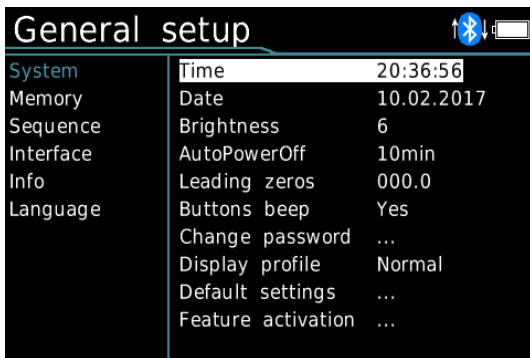 General setup
System
Memory
Sequence
Interface
Info
Language
Time 20:36:56
Date 10.02.2017
Brightness 6
AutoPowerOff 10min
Leading zeros 000.0
Buttons beep Yes
Change password ...
Display profile Normal
Default settings ...
Feature activation ...